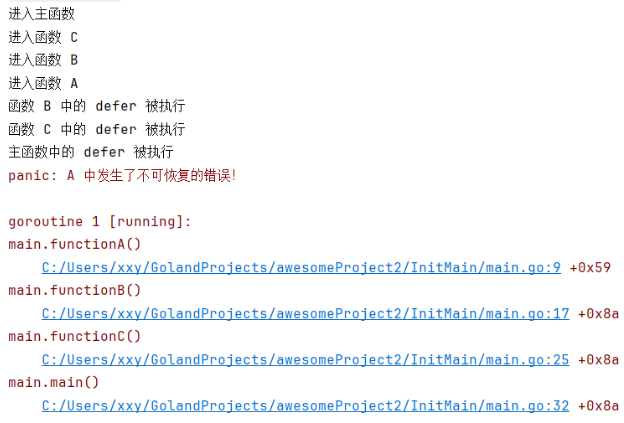 进入主函数
进入函数 C
进入函数 B
进入函数 A
函数 B 中的 defer 被执行
函数 C 中的 defer 被执行
主函数中的 defer 被执行
panic: A 中发生了不可恢复的错误!
goroutine 1 [running]:
main.functionA()
C:/Users/xxy/GolandProjects/awesomeProject2/InitMain/main.go:9 +0x59
main.functionB()
C:/Users/xxy/GolandProjects/awesomeProject2/InitMain/main.go:17 +0x8a
main.functionC()
C:/Users/xxy/GolandProjects/awesomeProject2/InitMain/main.go:25 +0x8a
main.main()
C:/Users/xxy/GolandProjects/awesomeProject2/InitMain/main.go:32 +0x8a